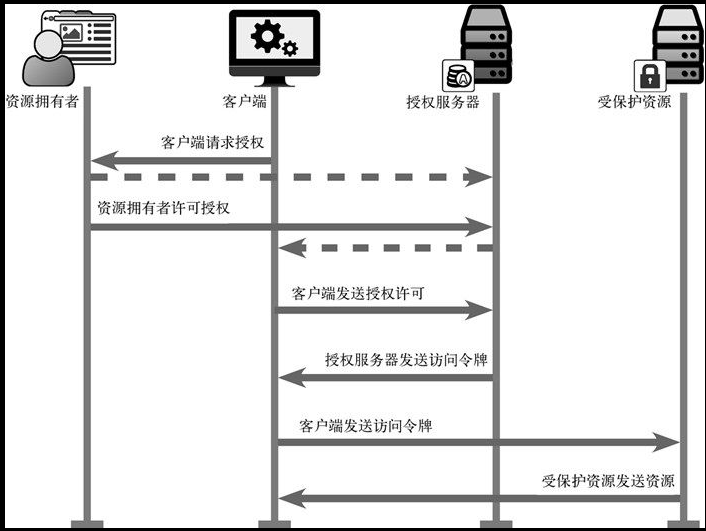 资源拥有者
客户端
授权服务器
受保护资源
客户端请求授权
资源拥有者许可授权
客户端发送授权许可
授权服务器发送访问令牌
客户端发送访问令牌
受保护资源发送资源